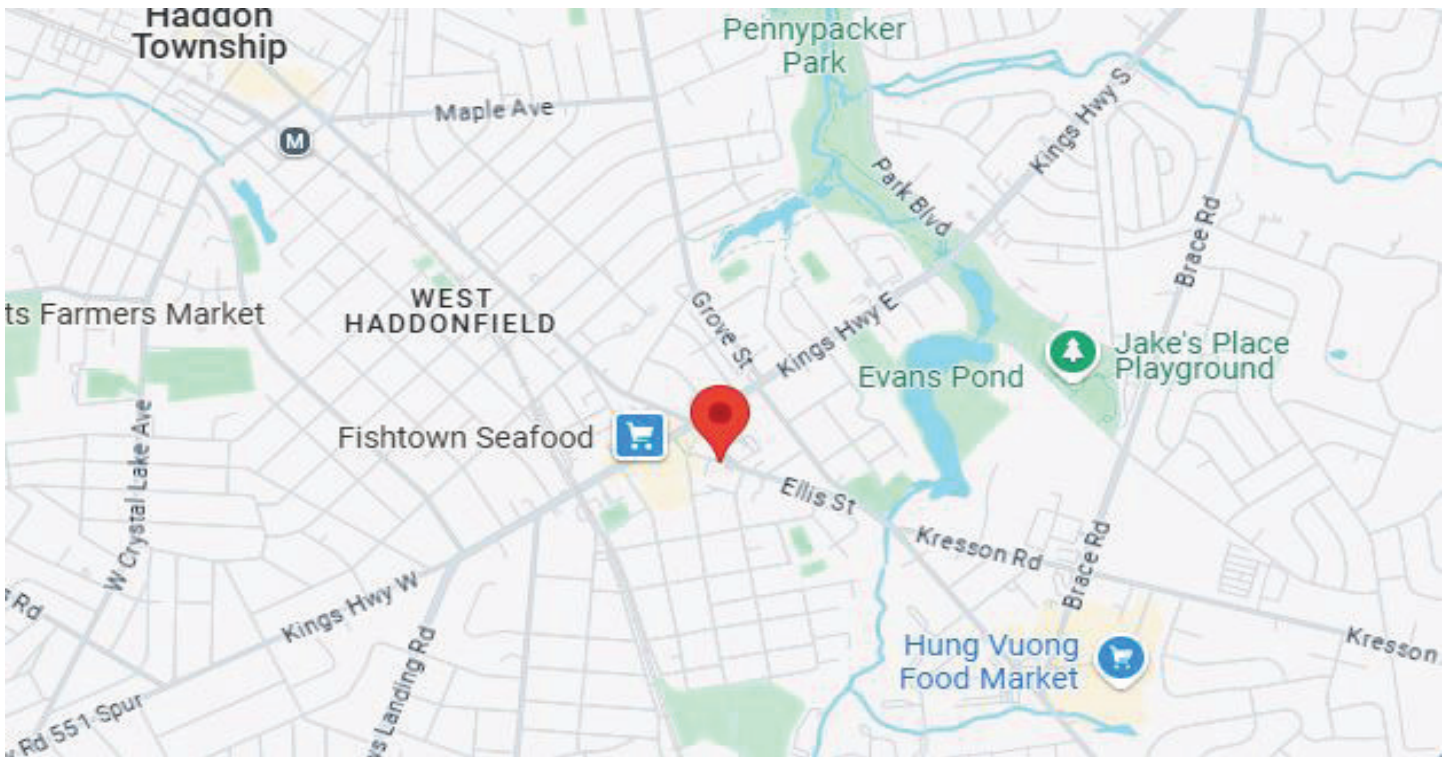 Haddon
Township
Pennypacker
Park
Maple Ave
M
Kings Hwy S
Park Blvd
Brace Rd
WEST
HADDONFIELD
ts Farmers Market
Grove St
Kings Hwy E
Jake's Place
Playground
Evans Pond
Fishtown Seafood
W Crystal Lake Ave
Ellis St
Kresson Rd
Brace Rd
Rd
Kings Hwy W
Kresson
Hung Vuong
Food Market
ws Landing Rd
Rd 551 Spur